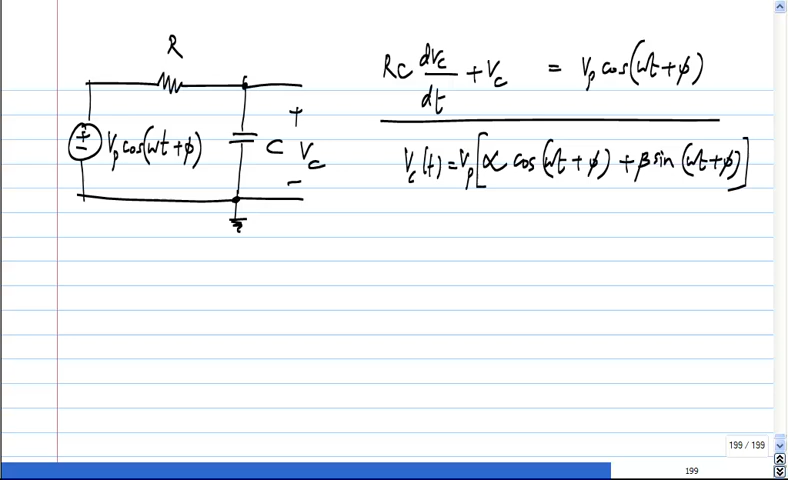 R
RC dvc/dt + Vc = Vp cos(ωt+φ)
+
Vp cos(ωt+φ) C Vc
−
Vc(t) = Vp[α cos(ωt+φ) + β sin(ωt+φ)]
199 / 199
199